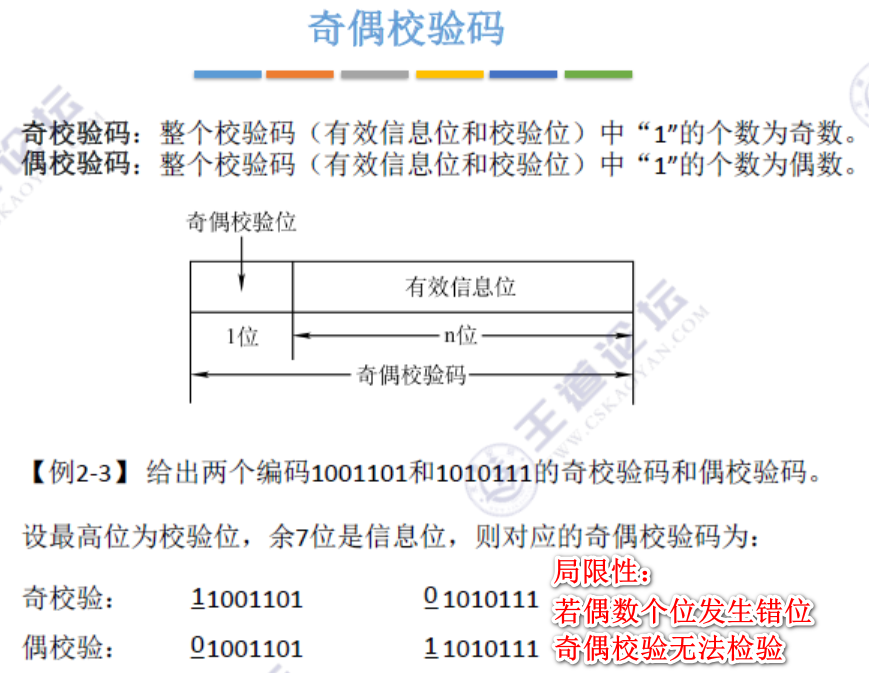 奇偶校验码
奇校验码：整个校验码（有效信息位和校验位）中“1”的个数为奇数。
偶校验码：整个校验码（有效信息位和校验位）中“1”的个数为偶数。
奇偶校验位
有效信息位
1位
n位
奇偶校验码
【例2-3】给出两个编码1001101和1010111的奇校验码和偶校验码。
设最高位为校验位，余7位是信息位，则对应的奇偶校验码为：
奇校验： 11001101 0 1010111
偶校验： 01001101 1 1010111
局限性：
若偶数个位发生错位
奇偶校验无法检验
王道论坛
WWW.CSKAOYAN.COM